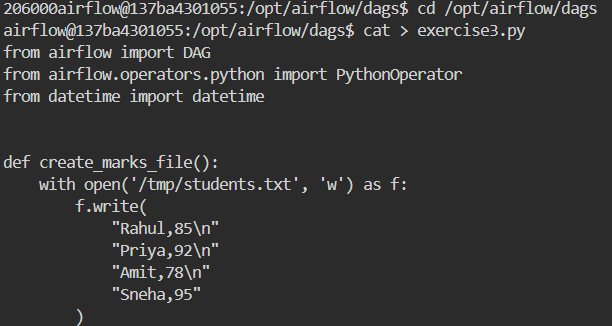 206000airflow@137ba4301055:/opt/airflow/dags$ cd /opt/airflow/dags
airflow@137ba4301055:/opt/airflow/dags$ cat > exercise3.py
from airflow import DAG
from airflow.operators.python import PythonOperator
from datetime import datetime


def create_marks_file():
    with open('/tmp/students.txt', 'w') as f:
        f.write(
            "Rahul,85\n"
            "Priya,92\n"
            "Amit,78\n"
            "Sneha,95"
        )